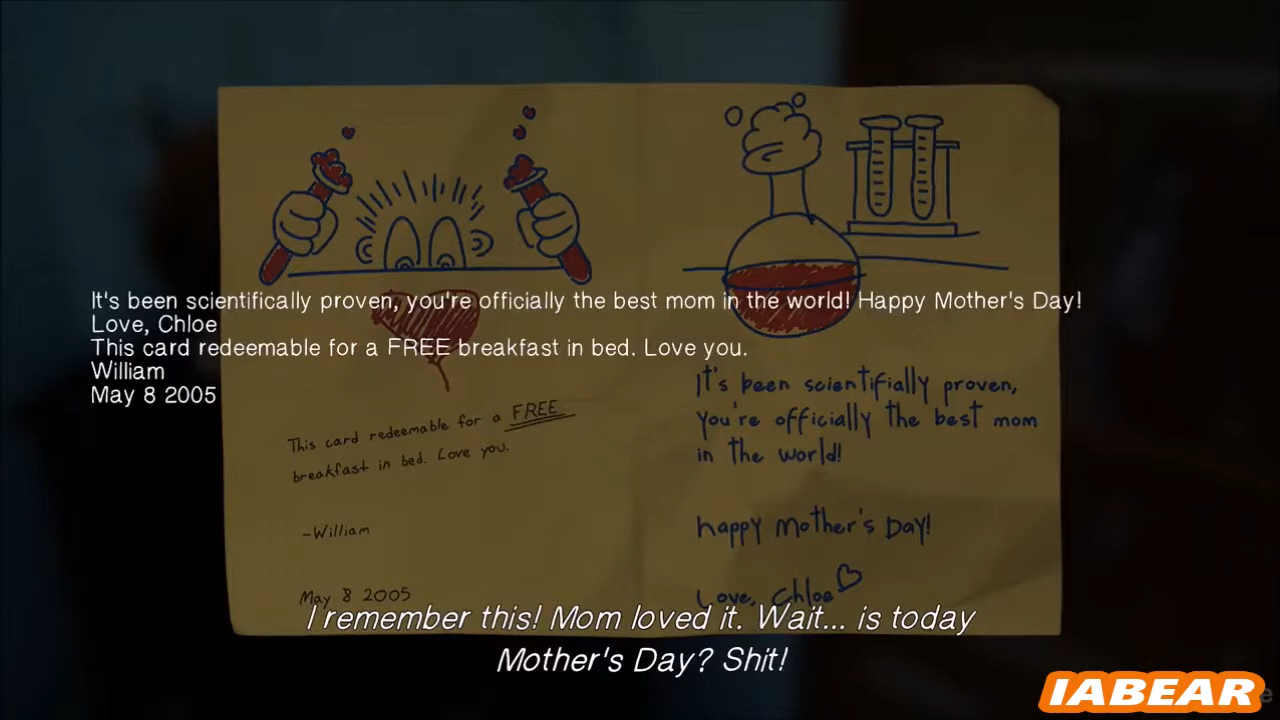 It's been scientifically proven, you're officially the best mom in the world! Happy Mother's Day!
Love, Chloe
This card redeemable for a FREE breakfast in bed. Love you.
William
May 8 2005
This card redeemable for a FREE
breakfast in bed. Love you.
~William
May 8 2005
It's been scientifially proven,
you're officially the best mom
in the world!
happy Mother's Day!
Love, Chloe
I remember this! Mom loved it. Wait... is today
Mother's Day? Shit!
IABEAR